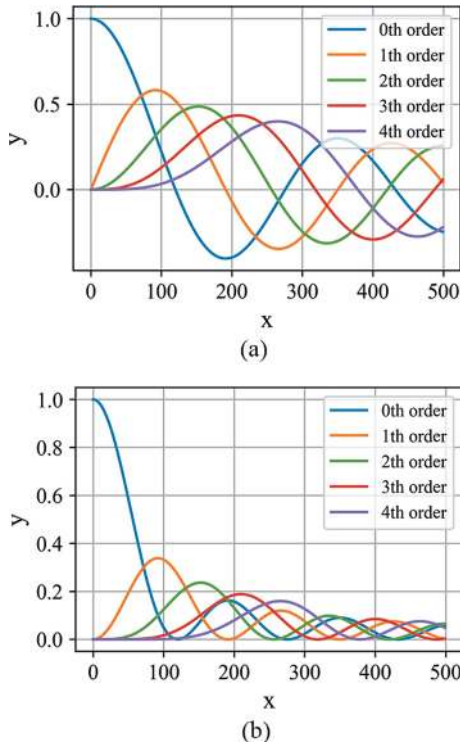 1.0
0.5
0.0
y
0th order
1th order
2th order
3th order
4th order
0 100 200 300 400 500
x
(a)
1.0
0.8
0.6
0.4
0.2
0.0
y
0th order
1th order
2th order
3th order
4th order
0 100 200 300 400 500
x
(b)